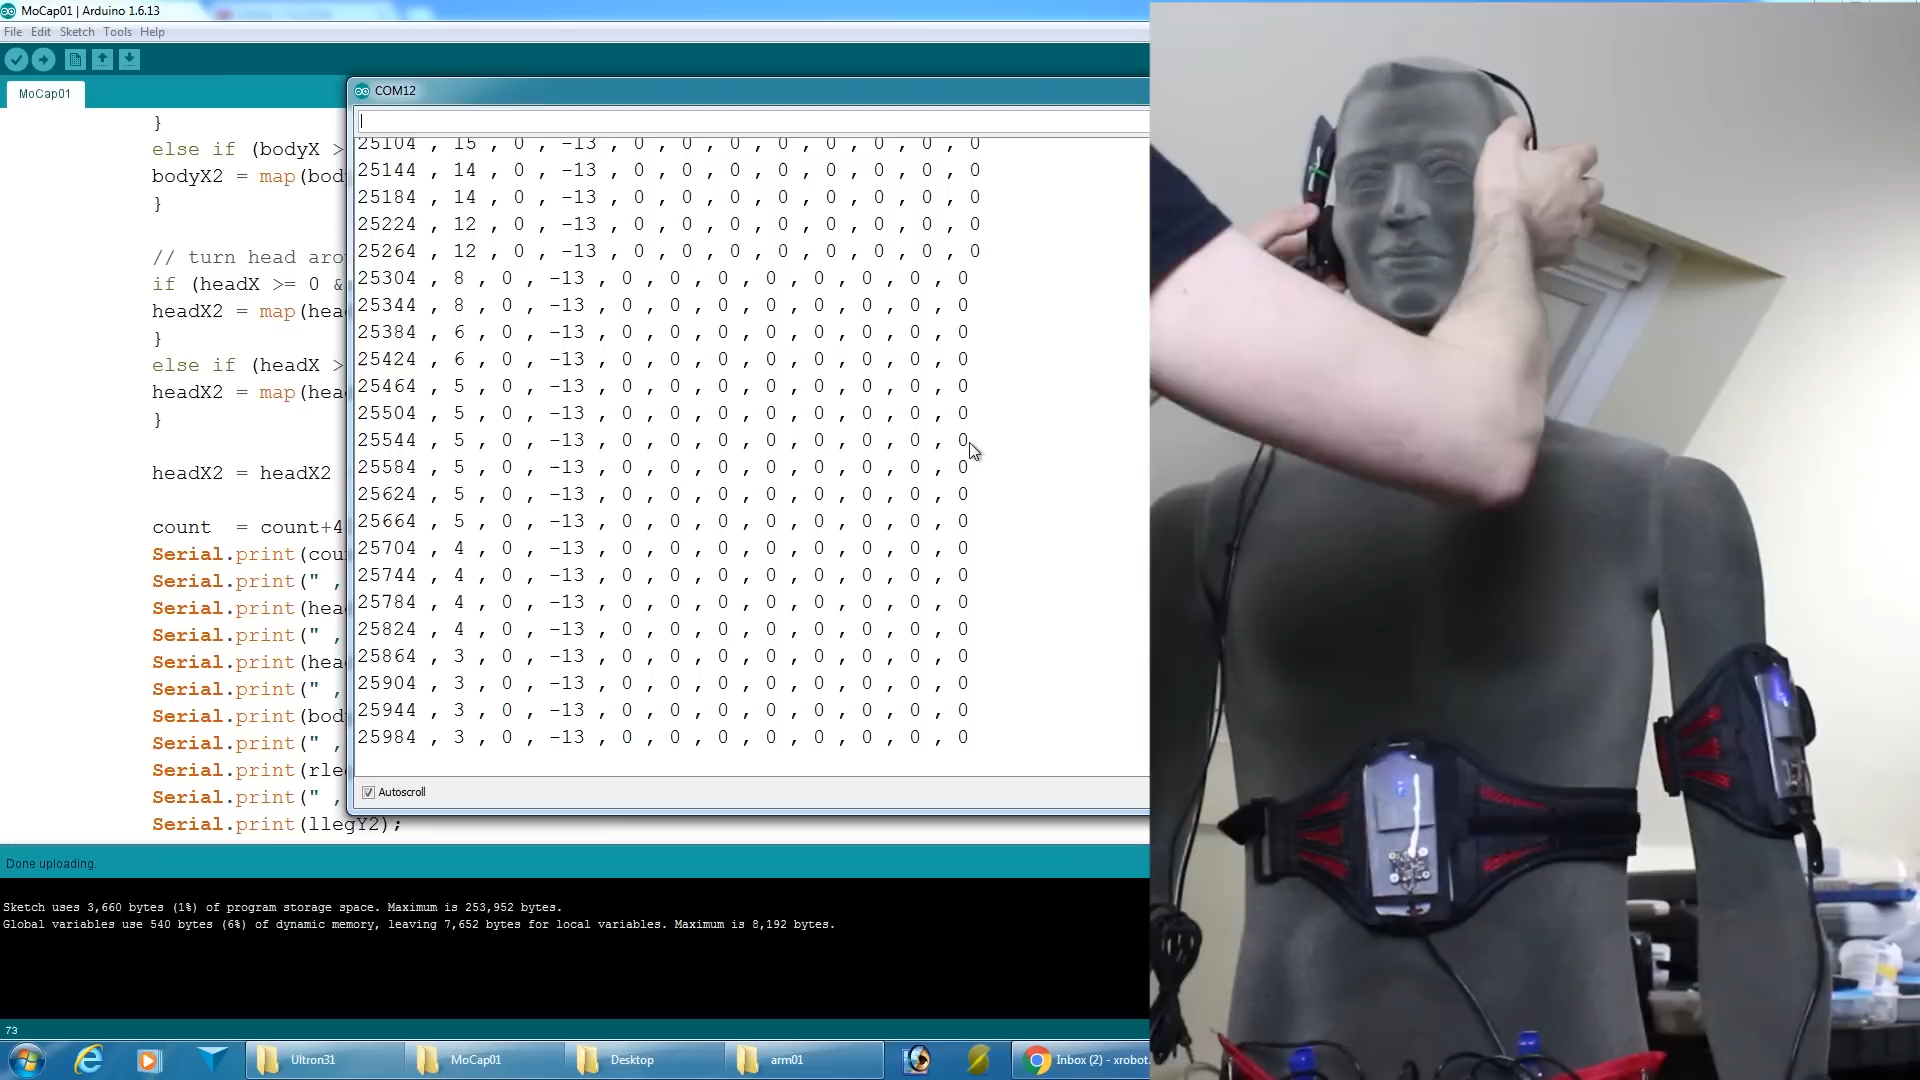 MoCap01 | Arduino 1.6.13
File Edit Sketch Tools Help
MoCap01
}
else if (bodyX >
bodyX2 = map(bod
}
// turn head aro
if (headX >= 0 &
headX2 = map(hea
}
else if (headX >
headX2 = map(hea
}
headX2 = headX2
count  = count+4
Serial.print(cou
Serial.print(" ,
Serial.print(hea
Serial.print(" ,
Serial.print(hea
Serial.print(" ,
Serial.print(bod
Serial.print(" ,
Serial.print(rle
Serial.print(" ,
Serial.print(llegY2);
COM12
25104 , 15 , 0 , -13 , 0 , 0 , 0 , 0 , 0 , 0 , 0 , 0
25144 , 14 , 0 , -13 , 0 , 0 , 0 , 0 , 0 , 0 , 0 , 0
25184 , 14 , 0 , -13 , 0 , 0 , 0 , 0 , 0 , 0 , 0 , 0
25224 , 12 , 0 , -13 , 0 , 0 , 0 , 0 , 0 , 0 , 0 , 0
25264 , 12 , 0 , -13 , 0 , 0 , 0 , 0 , 0 , 0 , 0 , 0
25304 , 8 , 0 , -13 , 0 , 0 , 0 , 0 , 0 , 0 , 0 , 0
25344 , 8 , 0 , -13 , 0 , 0 , 0 , 0 , 0 , 0 , 0 , 0
25384 , 6 , 0 , -13 , 0 , 0 , 0 , 0 , 0 , 0 , 0 , 0
25424 , 6 , 0 , -13 , 0 , 0 , 0 , 0 , 0 , 0 , 0 , 0
25464 , 5 , 0 , -13 , 0 , 0 , 0 , 0 , 0 , 0 , 0 , 0
25504 , 5 , 0 , -13 , 0 , 0 , 0 , 0 , 0 , 0 , 0 , 0
25544 , 5 , 0 , -13 , 0 , 0 , 0 , 0 , 0 , 0 , 0 , 0
25584 , 5 , 0 , -13 , 0 , 0 , 0 , 0 , 0 , 0 , 0 , 0
25624 , 5 , 0 , -13 , 0 , 0 , 0 , 0 , 0 , 0 , 0 , 0
25664 , 5 , 0 , -13 , 0 , 0 , 0 , 0 , 0 , 0 , 0 , 0
25704 , 4 , 0 , -13 , 0 , 0 , 0 , 0 , 0 , 0 , 0 , 0
25744 , 4 , 0 , -13 , 0 , 0 , 0 , 0 , 0 , 0 , 0 , 0
25784 , 4 , 0 , -13 , 0 , 0 , 0 , 0 , 0 , 0 , 0 , 0
25824 , 4 , 0 , -13 , 0 , 0 , 0 , 0 , 0 , 0 , 0 , 0
25864 , 3 , 0 , -13 , 0 , 0 , 0 , 0 , 0 , 0 , 0 , 0
25904 , 3 , 0 , -13 , 0 , 0 , 0 , 0 , 0 , 0 , 0 , 0
25944 , 3 , 0 , -13 , 0 , 0 , 0 , 0 , 0 , 0 , 0 , 0
25984 , 3 , 0 , -13 , 0 , 0 , 0 , 0 , 0 , 0 , 0 , 0
Autoscroll
Done uploading.
Sketch uses 3,660 bytes (1%) of program storage space. Maximum is 253,952 bytes.
Global variables use 540 bytes (6%) of dynamic memory, leaving 7,652 bytes for local variables. Maximum is 8,192 bytes.
73
Ultron31 MoCap01 Desktop arm01 Inbox (2) - xrobot.